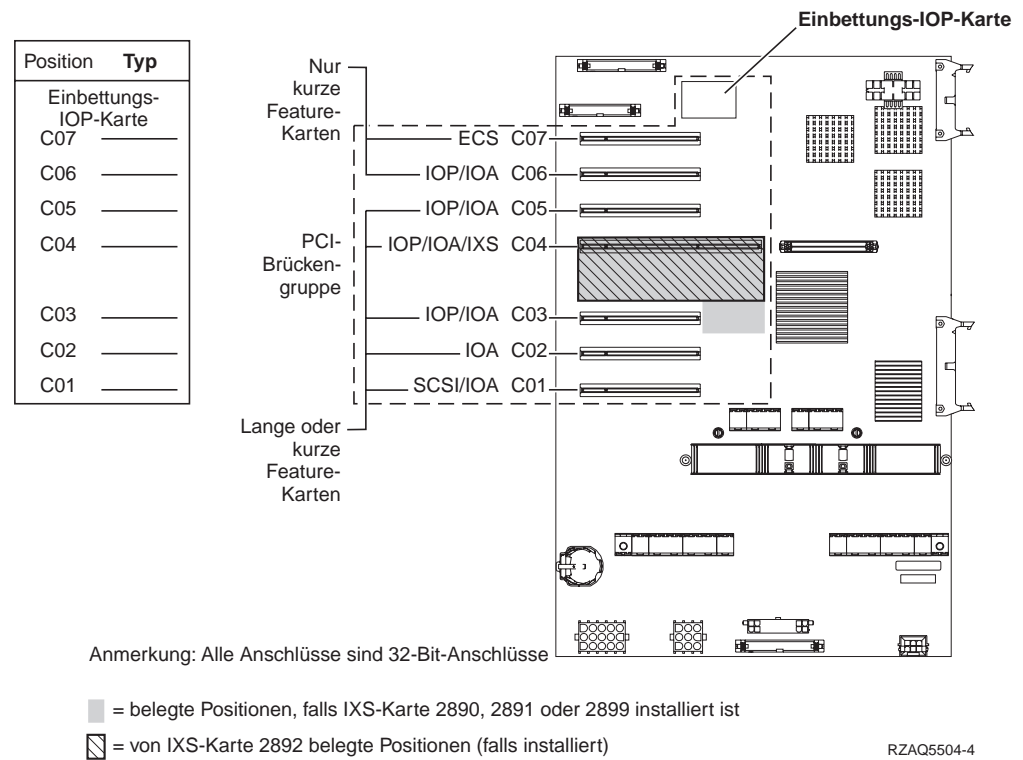 Einbettungs-IOP-Karte
Position Typ
Einbettungs-
IOP-Karte
C07
C06
C05
C04
C03
C02
C01
Nur
kurze
Feature-
Karten
PCI-
Brücken-
gruppe
Lange oder
kurze
Feature-
Karten
ECS C07
IOP/IOA C06
IOP/IOA C05
IOP/IOA/IXS C04
IOP/IOA C03
IOA C02
SCSI/IOA C01
Anmerkung: Alle Anschlüsse sind 32-Bit-Anschlüsse
= belegte Positionen, falls IXS-Karte 2890, 2891 oder 2899 installiert ist
= von IXS-Karte 2892 belegte Positionen (falls installiert)
RZAQ5504-4